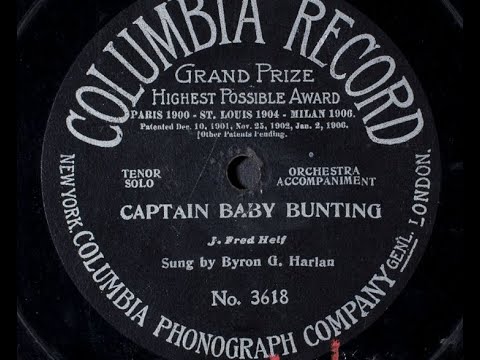 COLUMBIA RECORD
GRAND PRIZE
HIGHEST POSSIBLE AWARD
PARIS 1900 - ST. LOUIS 1904 - MILAN 1906.
Patented Dec. 10, 1901, Nov. 25, 1902, Jan. 2, 1906.
Other Patents Pending.
TENOR
SOLO
ORCHESTRA
ACCOMPANIMENT
CAPTAIN BABY BUNTING
J. Fred Helf
Sung by Byron G. Harlan
No. 3618
NEW YORK. COLUMBIA PHONOGRAPH COMPANY GENL. LONDON.